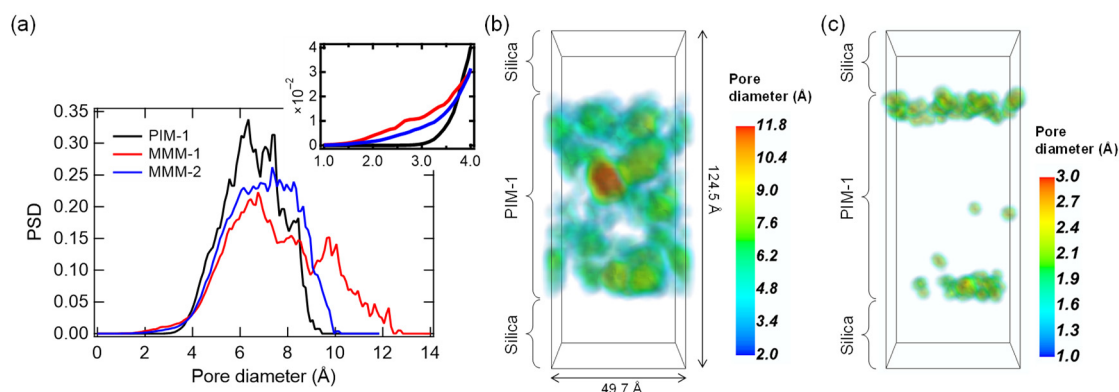 (a)
4
3
2
1
0
×10⁻²
1.0
2.0
3.0
4.0
0.35
0.30
0.25
0.20
0.15
0.10
0.05
0.00
PSD
PIM-1
MMM-1
MMM-2
0 2 4 6 8 10 12 14
Pore diameter (Å)
(b)
Silica
PIM-1
Silica
49.7 Å
124.5 Å
Pore
diameter (Å)
11.8
10.4
9.0
7.6
6.2
4.8
3.4
2.0
(c)
Silica
PIM-1
Silica
Pore
diameter (Å)
3.0
2.7
2.4
2.1
1.9
1.6
1.3
1.0